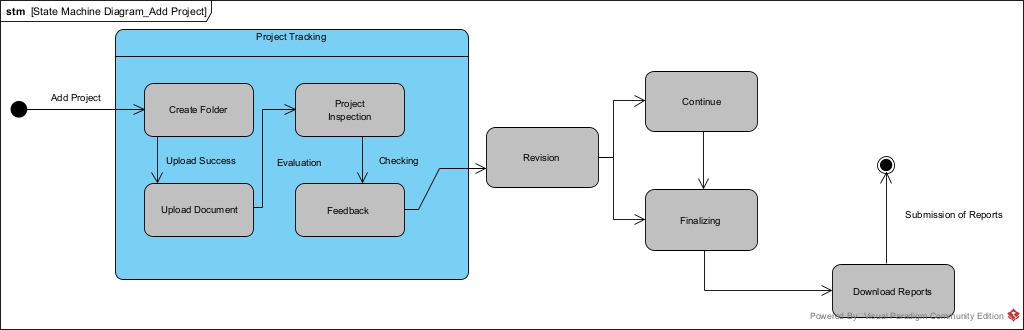 stm [State Machine Diagram_Add Project]
Project Tracking
Add Project
Create Folder
Project
Inspection
Upload Success
Evaluation
Checking
Upload Document
Feedback
Revision
Continue
Finalizing
Submission of Reports
Download Reports
Powered By Visual Paradigm Community Edition